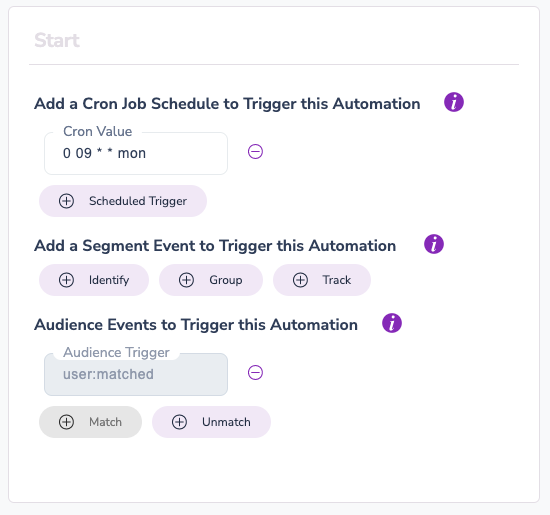 Start
Add a Cron Job Schedule to Trigger this Automation i
Cron Value
0 09 * * mon
Scheduled Trigger
Add a Segment Event to Trigger this Automation i
Identify Group Track
Audience Events to Trigger this Automation i
Audience Trigger
user:matched
Match Unmatch